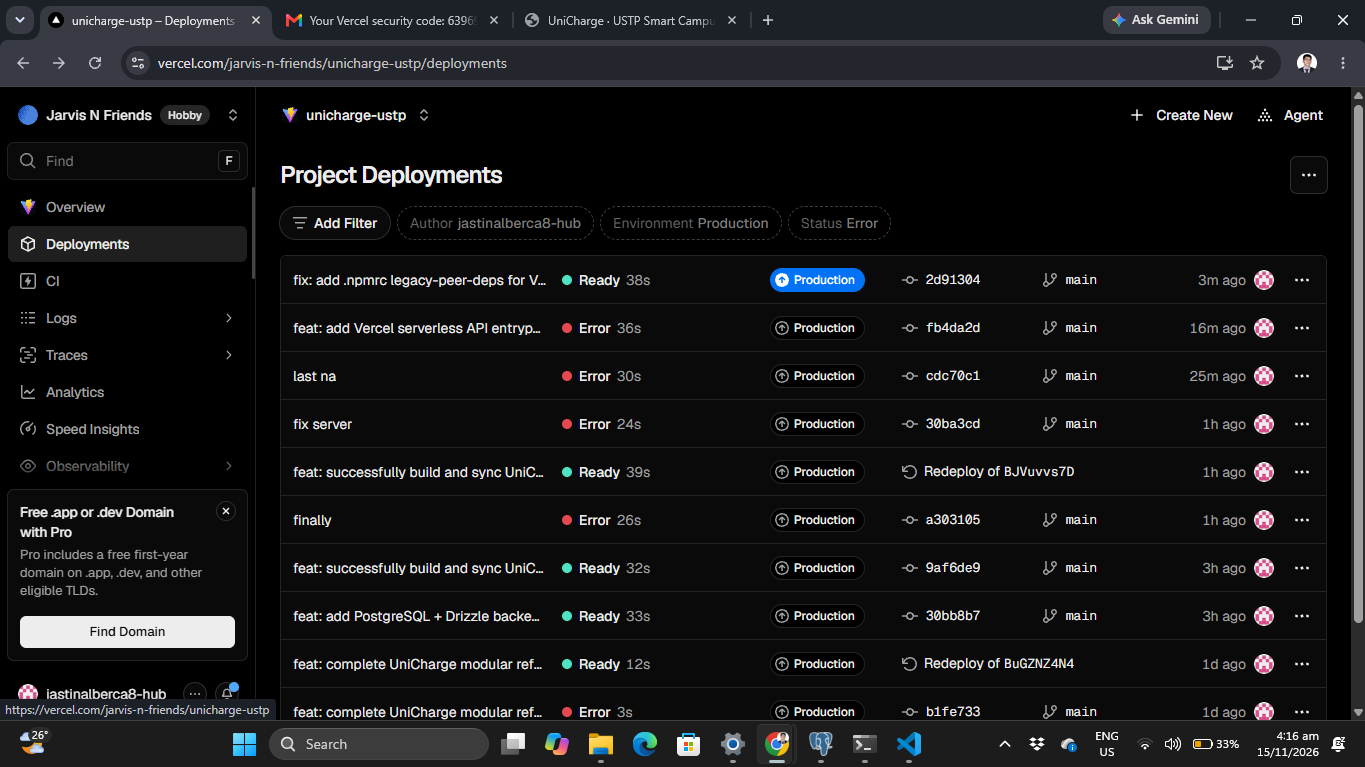 unicharge-ustp – Deployments
Your Vercel security code: 6396
UniCharge · USTP Smart Campu
Ask Gemini
vercel.com/jarvis-n-friends/unicharge-ustp/deployments
Jarvis N Friends Hobby
unicharge-ustp
Create New
Agent
Find F
Overview
Deployments
CI
Logs
Traces
Analytics
Speed Insights
Observability
Free .app or .dev Domain
with Pro
Pro includes a free first-year
domain on .app, .dev, and other
eligible TLDs.
Find Domain
jastinalberca8-hub
https://vercel.com/jarvis-n-friends/unicharge-ustp
Project Deployments
Add Filter Author jastinalberca8-hub Environment Production Status Error
fix: add .npmrc legacy-peer-deps for V... Ready 38s Production 2d91304 main 3m ago
feat: add Vercel serverless API entryp... Error 36s Production fb4da2d main 16m ago
last na Error 30s Production cdc70c1 main 25m ago
fix server Error 24s Production 30ba3cd main 1h ago
feat: successfully build and sync UniC... Ready 39s Production Redeploy of BJVuvvs7D 1h ago
finally Error 26s Production a303105 main 1h ago
feat: successfully build and sync UniC... Ready 32s Production 9af6de9 main 3h ago
feat: add PostgreSQL + Drizzle backe... Ready 33s Production 30bb8b7 main 3h ago
feat: complete UniCharge modular ref... Ready 12s Production Redeploy of BuGZNZ4N4 1d ago
feat: complete UniCharge modular ref... Error 3s Production b1fe733 main 1d ago
26°
Search
ENG
US
33%
4:16 am
15/11/2026